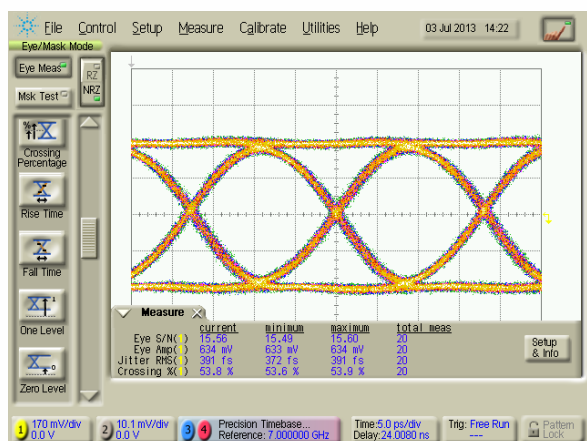 File Control Setup Measure Calibrate Utilities Help 03 Jul 2013 14:22
Eye/Mask Mode
Eye Meas
RZ
NRZ
Msk Test
Crossing
Percentage
Rise Time
Fall Time
One Level
Zero Level
Measure
current minimum maximum total meas
Eye S/N(1) 15.56 15.49 15.60 20
Eye Amp(1) 634 mV 633 mV 634 mV 20
Jitter RMS(1) 391 fs 372 fs 391 fs 20
Crossing %(1) 53.8 % 53.6 % 53.9 % 20
Setup
& Info
1 170 mV/div
0.0 V
2 10.1 mV/div
0.0 V
3 4
Precision Timebase...
Reference: 7.000000 GHz
Time:5.0 ps/div
Delay:24.0080 ns
Trig: Free Run
---
Pattern
Lock